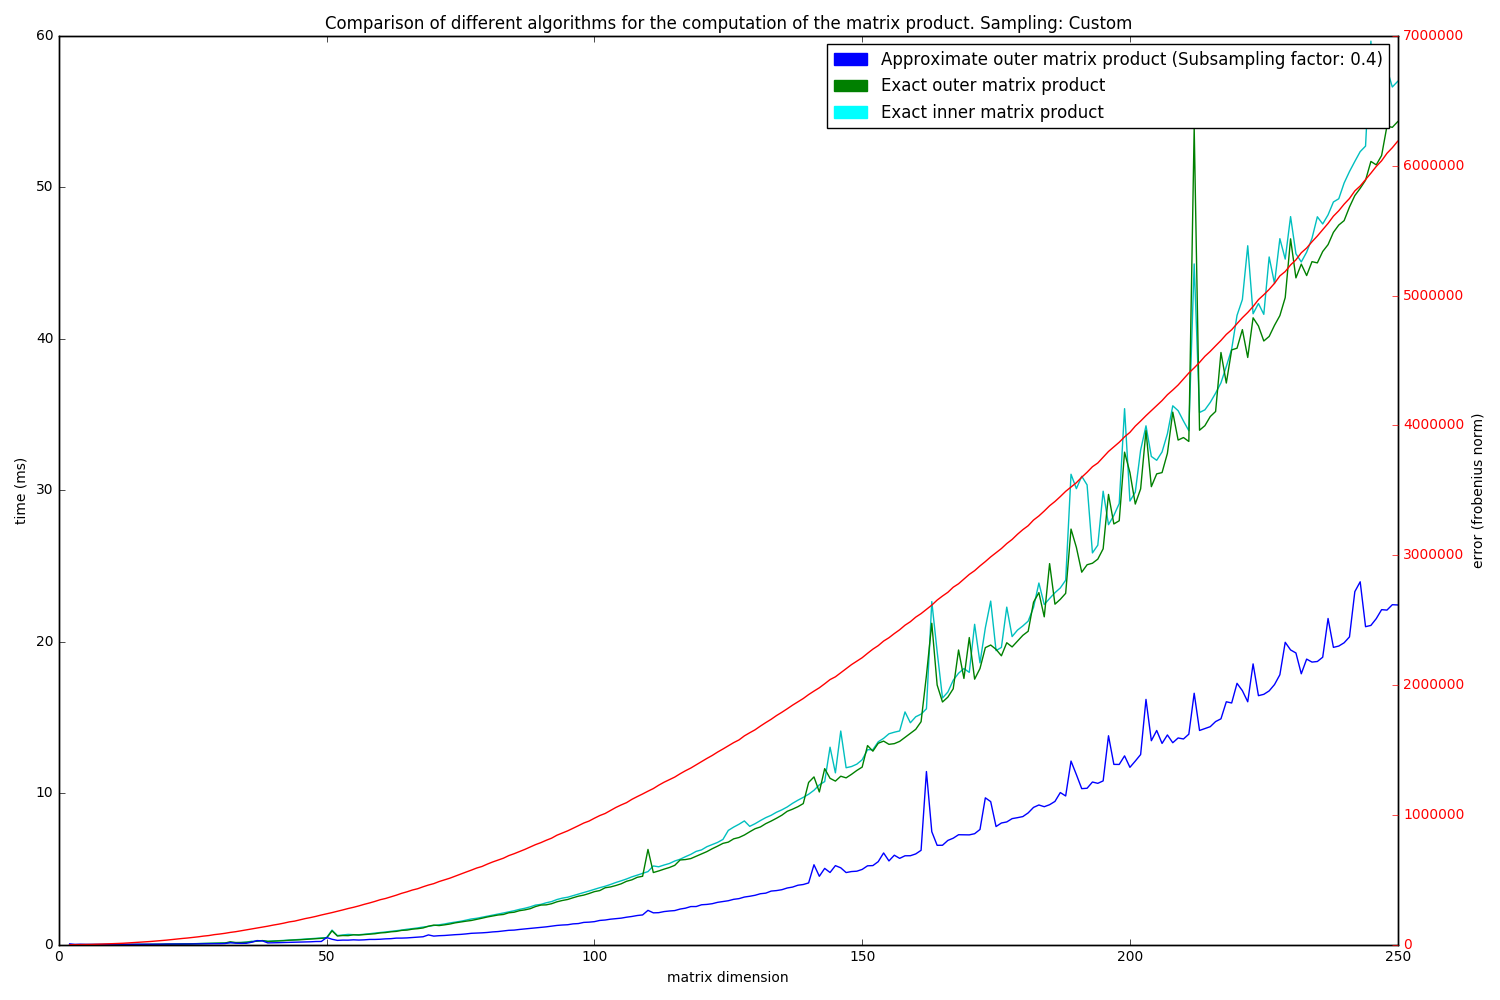 Comparison of different algorithms for the computation of the matrix product. Sampling: Custom
60
50
40
30
20
10
0
time (ms)
Approximate outer matrix product (Subsampling factor: 0.4)
Exact outer matrix product
Exact inner matrix product
7000000
6000000
5000000
4000000
3000000
2000000
1000000
0
error (frobenius norm)
0 50 100 150 200 250
matrix dimension